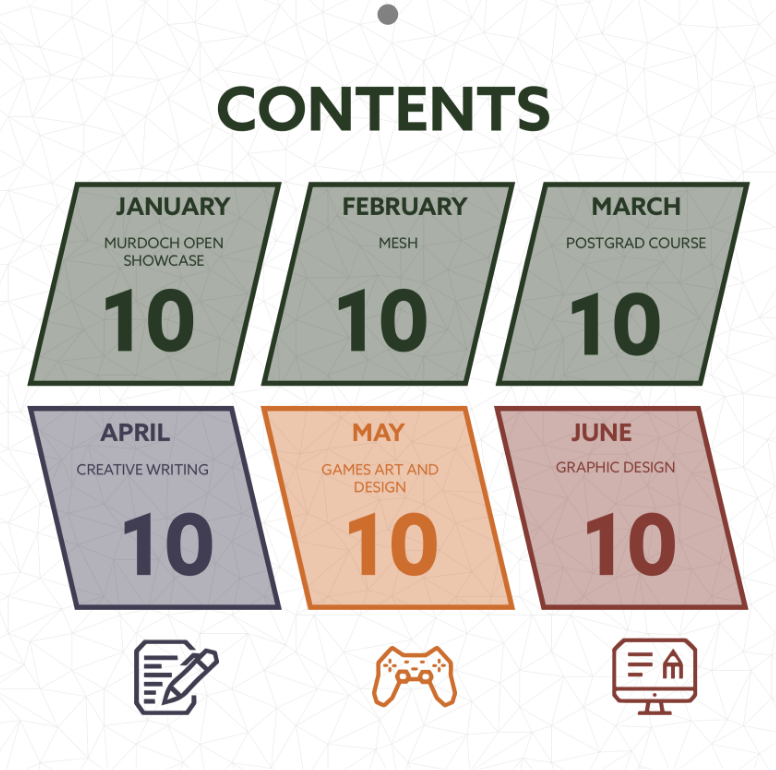 CONTENTS
JANUARY
MURDOCH OPEN
SHOWCASE
10
FEBRUARY
MESH
10
MARCH
POSTGRAD COURSE
10
APRIL
CREATIVE WRITING
10
MAY
GAMES ART AND
DESIGN
10
JUNE
GRAPHIC DESIGN
10